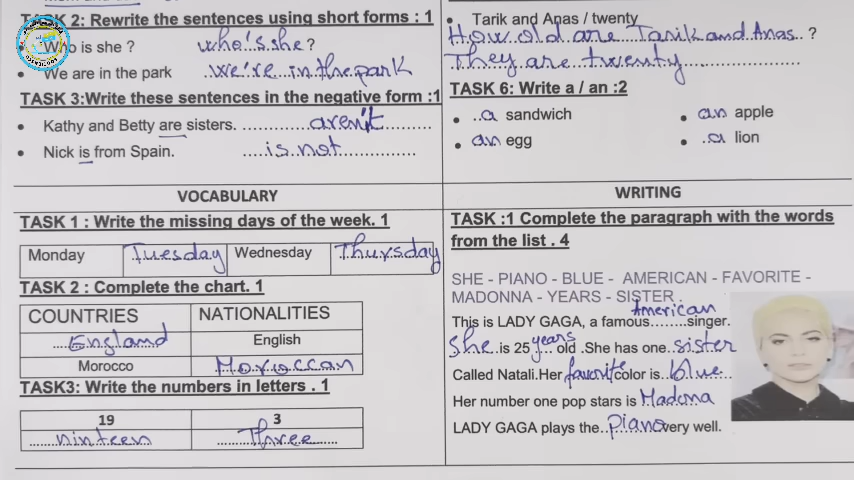 TASK 2: Rewrite the sentences using short forms : 1
• Who is she ? who's she ?
• We are in the park ..we're in the park
TASK 3:Write these sentences in the negative form :1
• Kathy and Betty are sisters. ........aren't........
• Nick is from Spain. ....is not...............
• Tarik and Anas / twenty
How old are Tarik and Anas.. ?
They are twenty......................
TASK 6: Write a / an :2
• ..a sandwich • an apple
• an egg • .a lion
VOCABULARY
TASK 1 : Write the missing days of the week. 1
Monday Tuesday Wednesday Thursday
TASK 2 : Complete the chart. 1
COUNTRIES NATIONALITIES
....England English
Morocco Moroccan
TASK3: Write the numbers in letters . 1
19 3
ninteen Three
WRITING
TASK :1 Complete the paragraph with the words
from the list . 4
SHE - PIANO - BLUE - AMERICAN - FAVORITE -
MADONNA - YEARS - SISTER .
This is LADY GAGA, a famous American singer.
she is 25 years old .She has one sister
Called Natali.Her favorite color is blue
Her number one pop stars is Madona
LADY GAGA plays the piano very well.